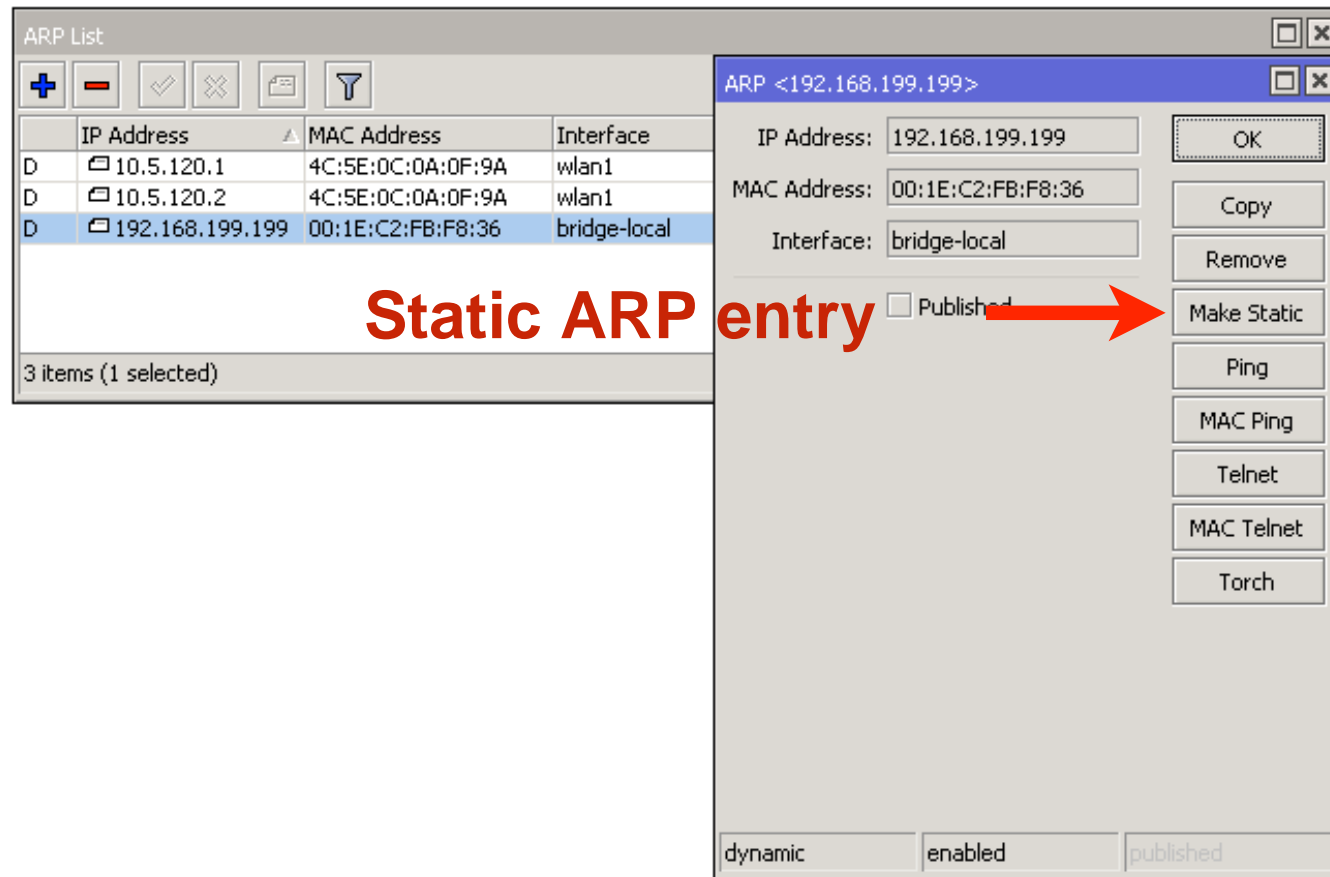 ARP List
IP Address MAC Address Interface
D 10.5.120.1 4C:5E:0C:0A:0F:9A wlan1
D 10.5.120.2 4C:5E:0C:0A:0F:9A wlan1
D 192.168.199.199 00:1E:C2:FB:F8:36 bridge-local
3 items (1 selected)
Static ARP entry
ARP <192.168.199.199>
IP Address: 192.168.199.199
MAC Address: 00:1E:C2:FB:F8:36
Interface: bridge-local
Published
OK
Copy
Remove
Make Static
Ping
MAC Ping
Telnet
MAC Telnet
Torch
dynamic enabled published